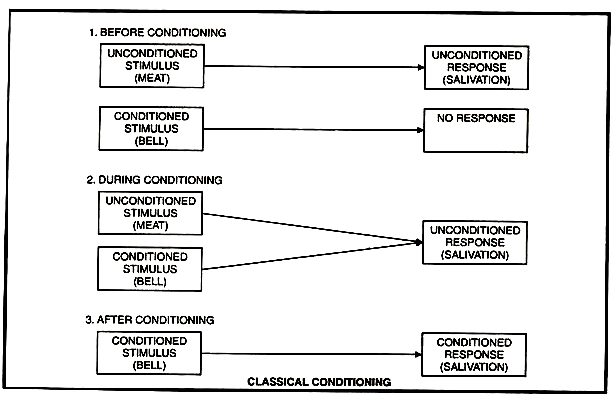 1. BEFORE CONDITIONING
UNCONDITIONED
STIMULUS
(MEAT)
UNCONDITIONED
RESPONSE
(SALIVATION)
CONDITIONED
STIMULUS
(BELL)
NO RESPONSE
2. DURING CONDITIONING
UNCONDITIONED
STIMULUS
(MEAT)
CONDITIONED
STIMULUS
(BELL)
UNCONDITIONED
RESPONSE
(SALIVATION)
3. AFTER CONDITIONING
CONDITIONED
STIMULUS
(BELL)
CONDITIONED
RESPONSE
(SALIVATION)
CLASSICAL CONDITIONING